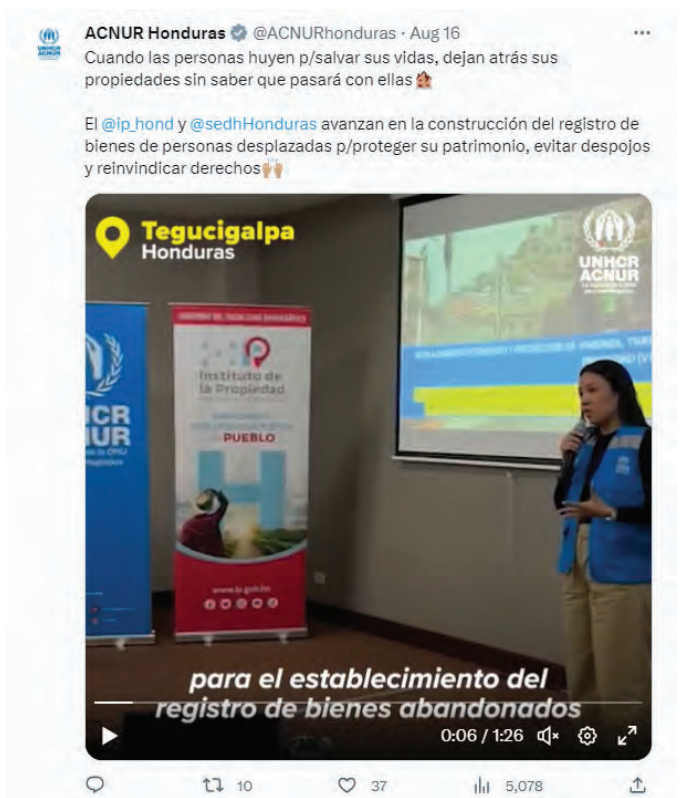 ACNUR Honduras @ACNURhonduras · Aug 16
Cuando las personas huyen p/salvar sus vidas, dejan atrás sus
propiedades sin saber que pasará con ellas
El @ip_hond y @sedhHonduras avanzan en la construcción del registro de
bienes de personas desplazadas p/proteger su patrimonio, evitar despojos
y reinvindicar derechos
Tegucigalpa
Honduras
UNHCR
ACNUR
Instituto de
la Propiedad
PUEBLO
H
www.ip.gob.hn
CR
UR
para el establecimiento del
registro de bienes abandonados
0:06 / 1:26
10
37
5,078